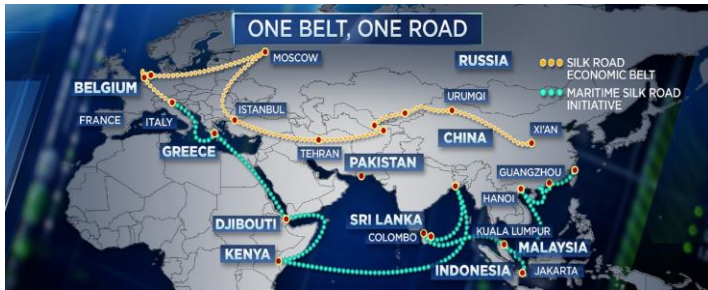 ONE BELT, ONE ROAD
MOSCOW
RUSSIA
SILK ROAD
ECONOMIC BELT
MARITIME SILK ROAD
INITIATIVE
BELGIUM
URUMQI
FRANCE
ITALY
ISTANBUL
CHINA
XI'AN
GREECE
TEHRAN
PAKISTAN
GUANGZHOU
HANOI
DJIBOUTI
SRI LANKA
COLOMBO
KUALA LUMPUR
MALAYSIA
KENYA
INDONESIA
JAKARTA